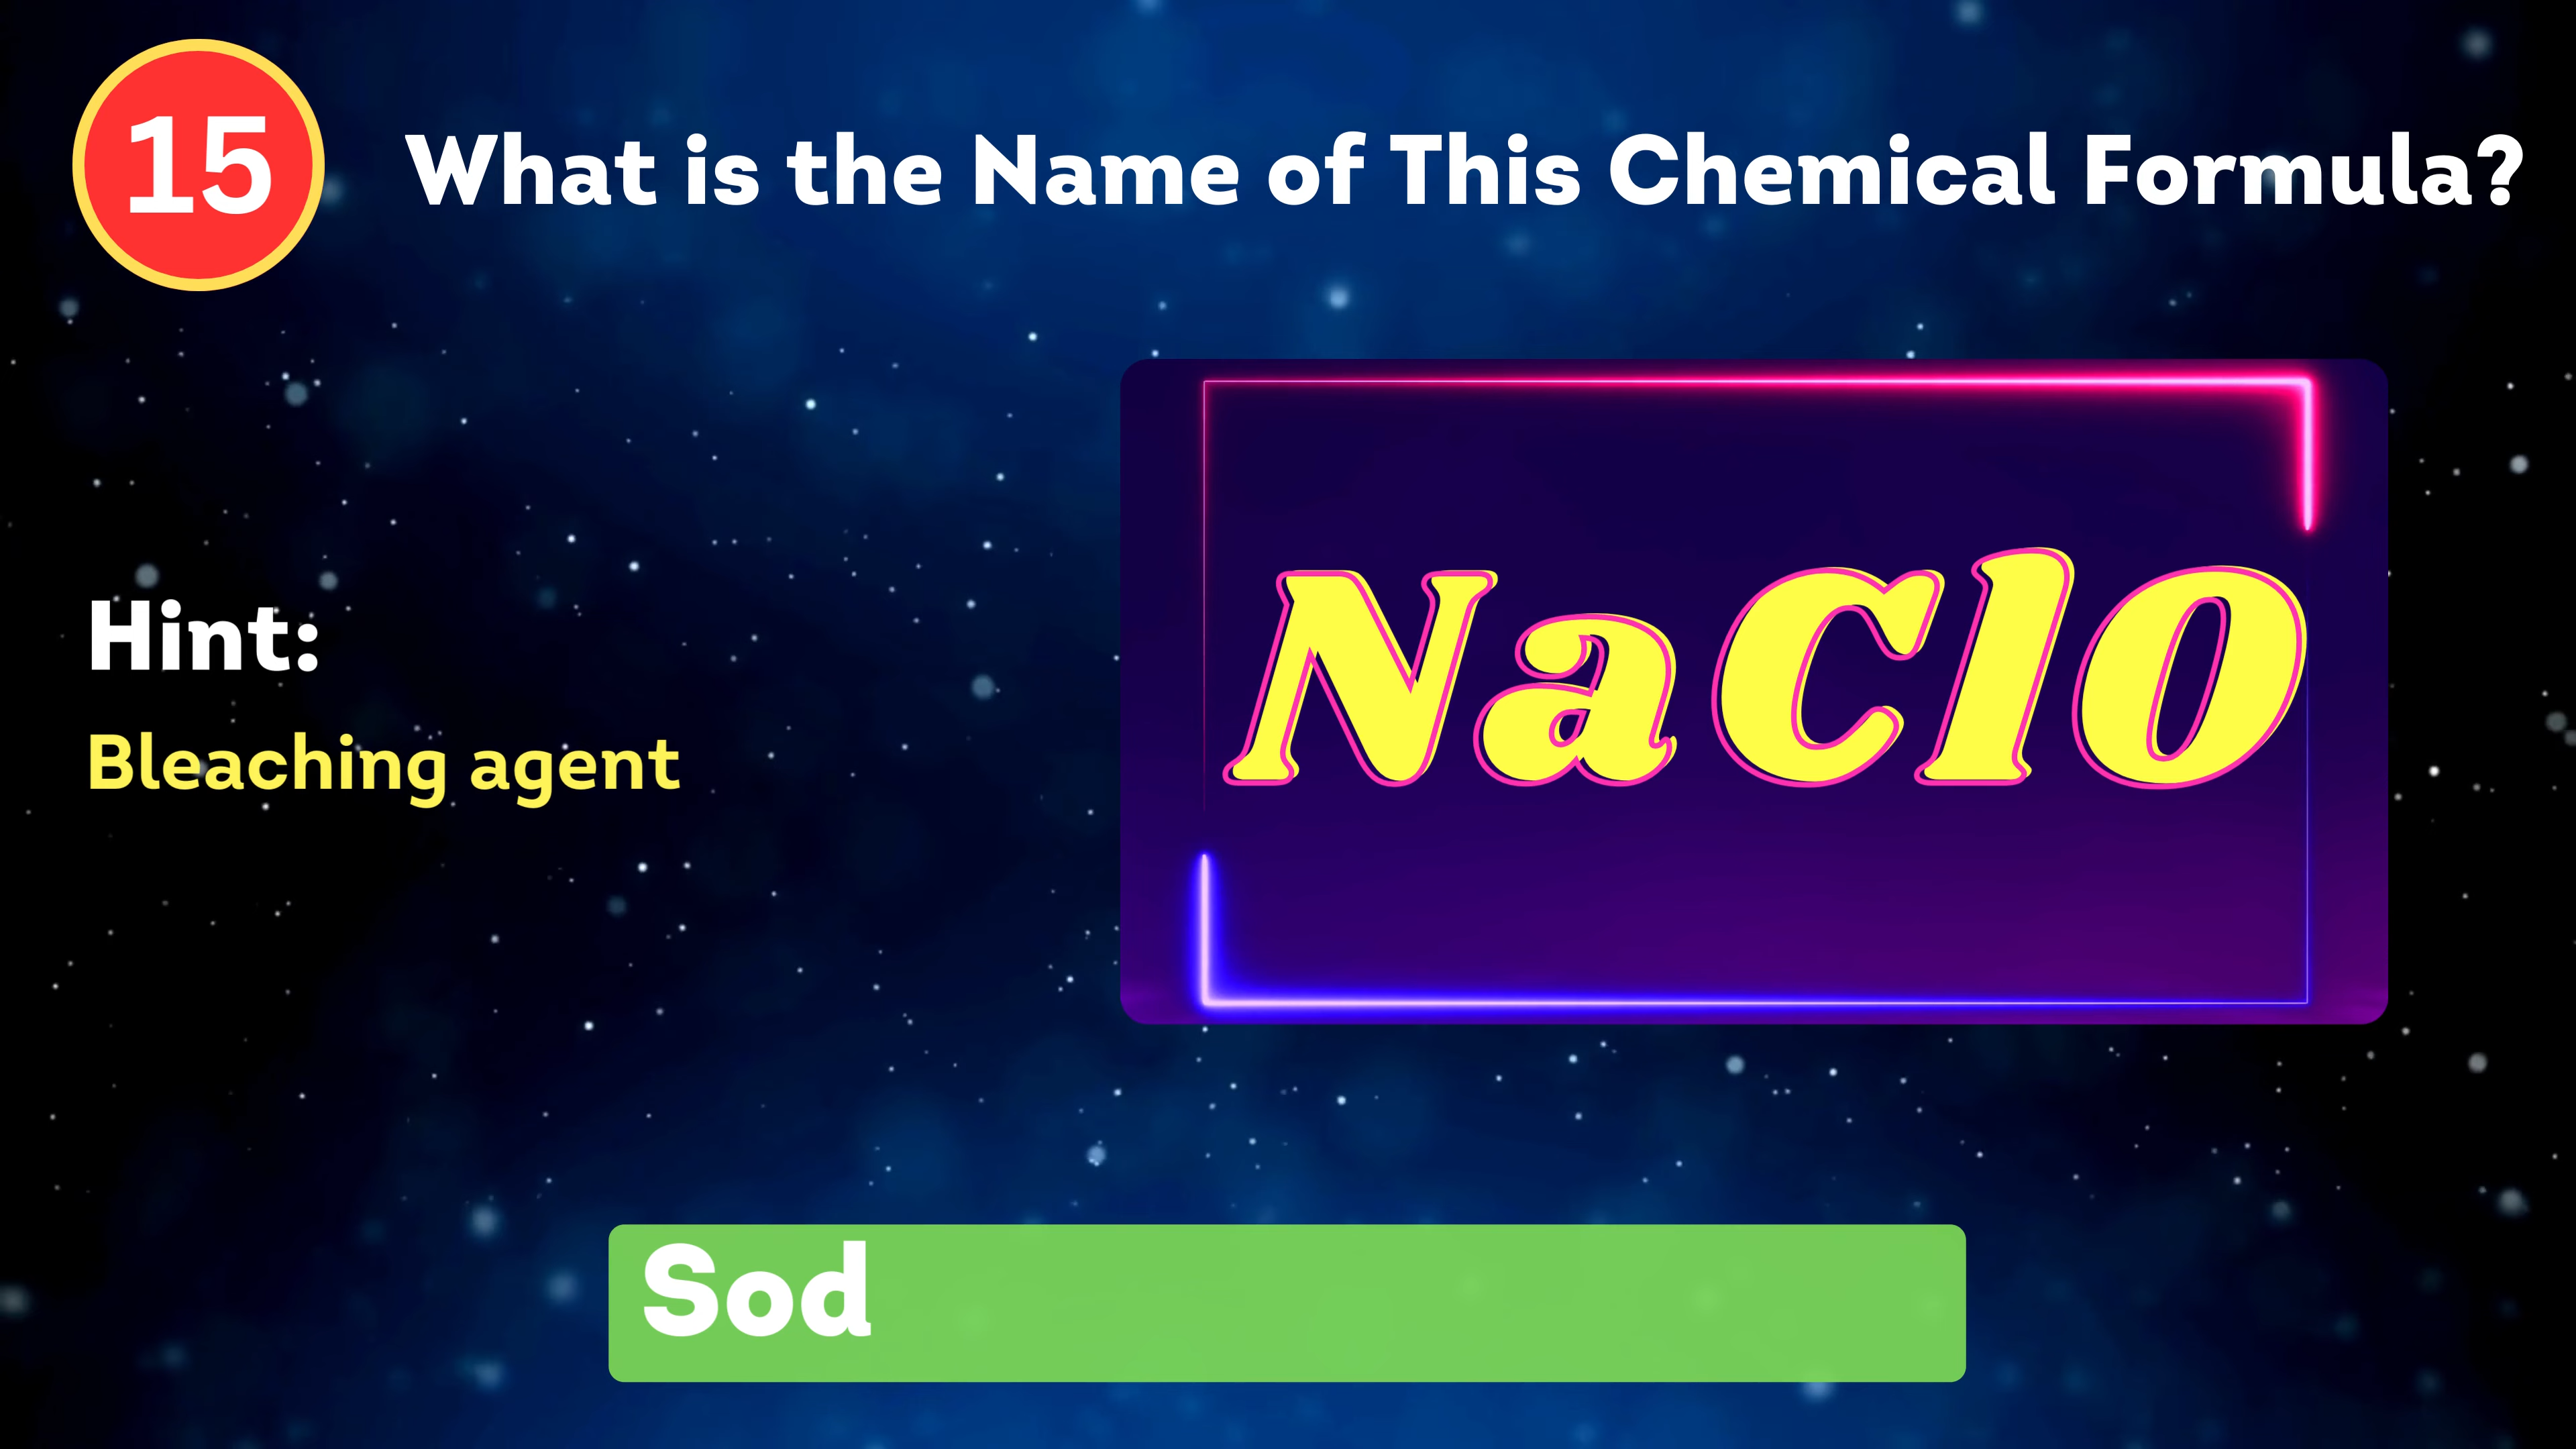 15
What is the Name of This Chemical Formula?
Hint:
Bleaching agent
NaClO
Sod